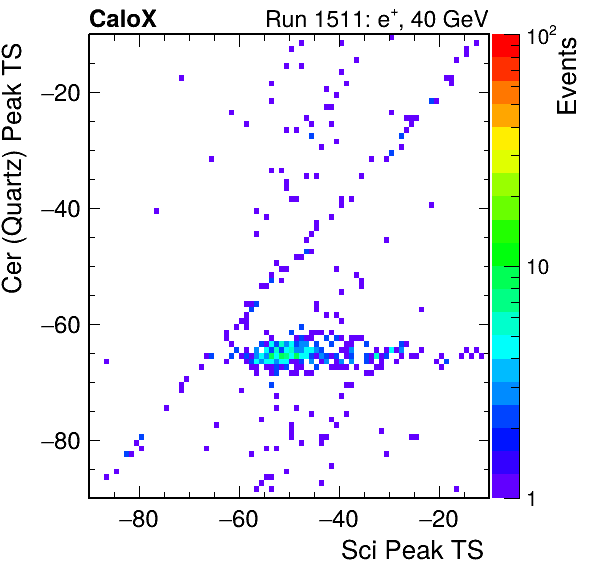 CaloX Run 1511: e⁺, 40 GeV
Cer (Quartz) Peak TS
Events
10²
10
1
−20
−40
−60
−80
−80 −60 −40 −20
Sci Peak TS